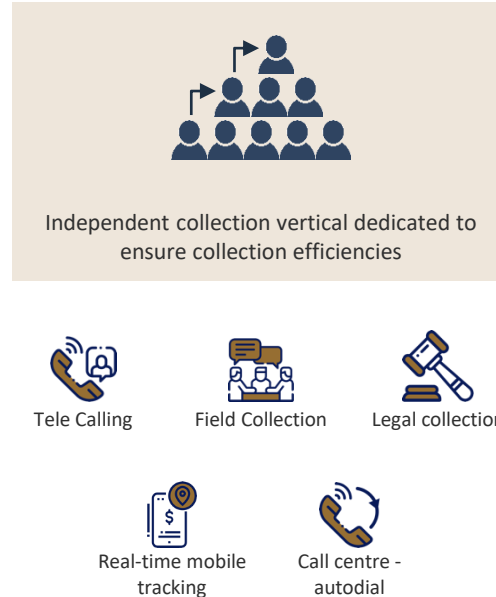 Independent collection vertical dedicated to
ensure collection efficiencies
Tele Calling
Field Collection
Legal collection
$
Real-time mobile
tracking
Call centre -
autodial